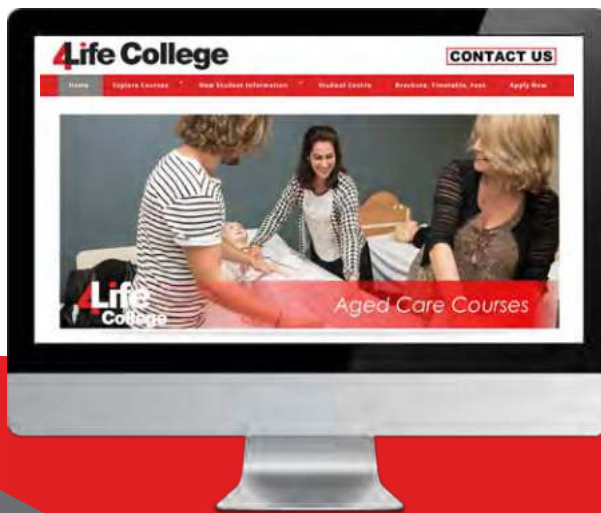 4Life College
CONTACT US
Home Explore Courses New Student Information Student Centre Brochure, Timetable, Fees Apply Now
4Life
College
Aged Care Courses